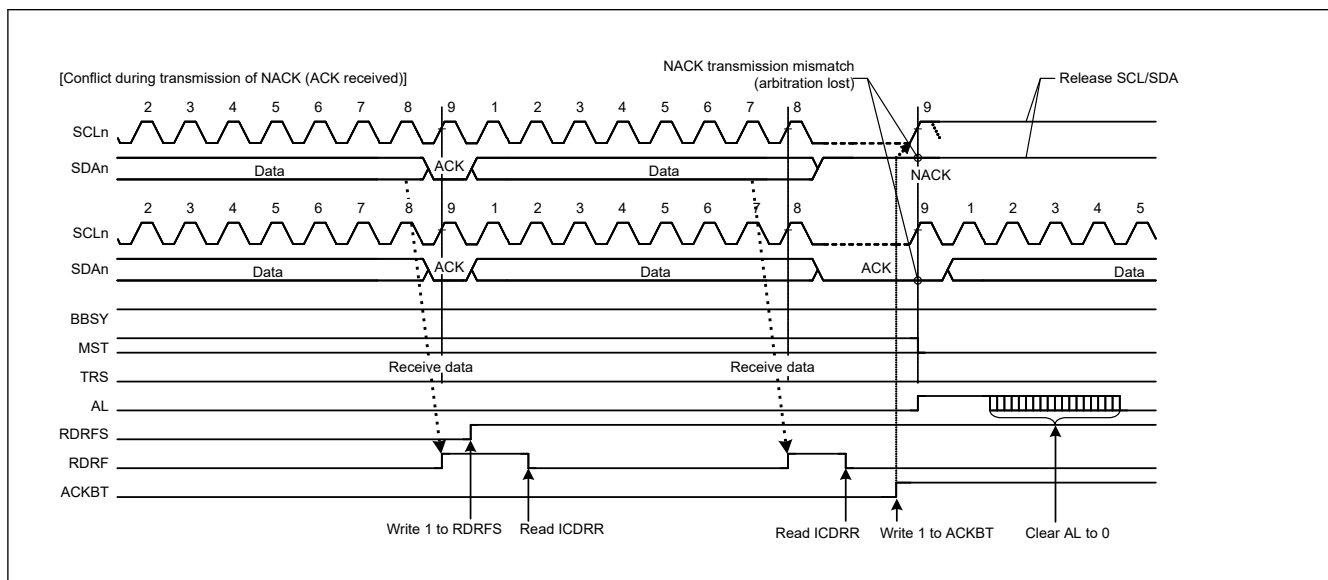 [Conflict during transmission of NACK (ACK received)]
NACK transmission mismatch
(arbitration lost)
Release SCL/SDA
2 3 4 5 6 7 8 9 1 2 3 4 5 6 7 8 9
SCLn
SDAn
Data ACK Data NACK
2 3 4 5 6 7 8 9 1 2 3 4 5 6 7 8 9 1 2 3 4 5
SCLn
SDAn
Data ACK Data ACK Data
BBSY
MST
Receive data Receive data
TRS
AL
RDRFS
RDRF
ACKBT
Write 1 to RDRFS Read ICDRR Read ICDRR Write 1 to ACKBT Clear AL to 0